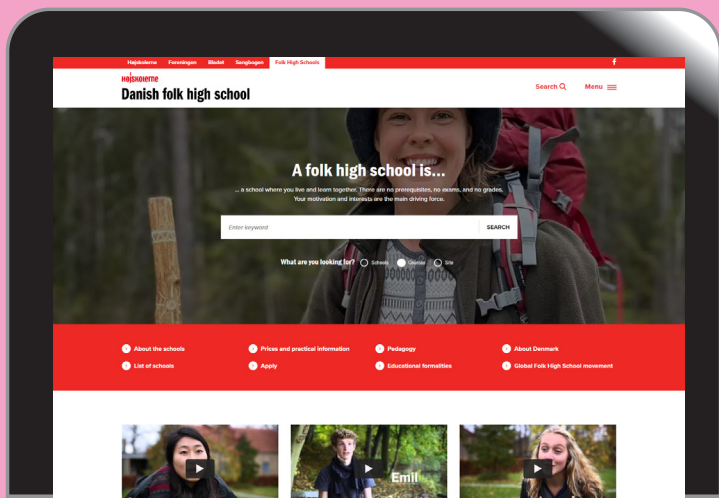 Højskolerne Foreningen Bladet Sangbogen Folk High Schools f
HØJSKOLERNE
Danish folk high school
Search Menu
A folk high school is...
... a school where you live and learn together. There are no prerequisites, no exams, and no grades.
Your motivation and interests are the main driving force.
Enter keyword SEARCH
What are you looking for? Schools Courses Site
About the schools Prices and practical information Pedagogy About Denmark
List of schools Apply Educational formalities Global Folk High School movement
Emil